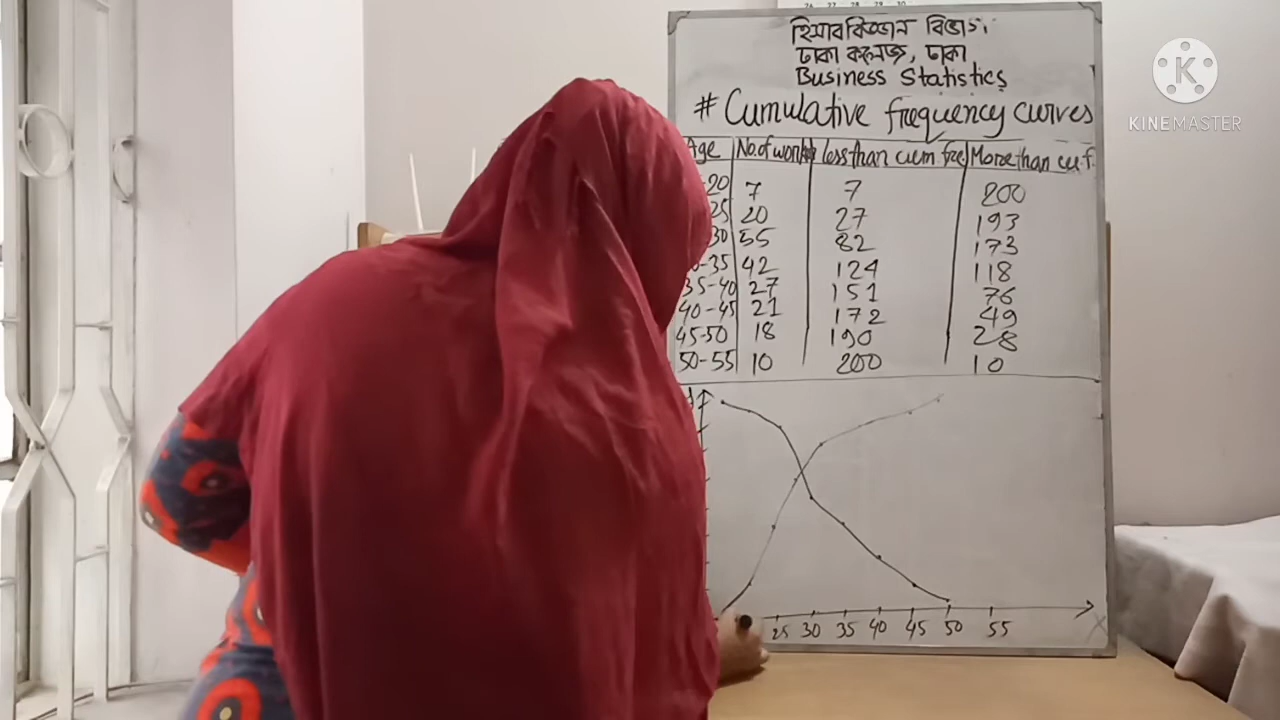 হিসাববিজ্ঞান বিভাগ,
ঢাকা কলেজ, ঢাকা
Business Statistics
# Cumulative frequency curves
KINEMASTER
Age No. of work less than cum fre More than cu.f.
20 7 7 200
25 20 27 193
30 55 82 173
-35 42 124 118
35-40 27 151 76
40-45 21 172 49
45-50 18 190 28
50-55 10 200 10
25 30 35 40 45 50 55 X